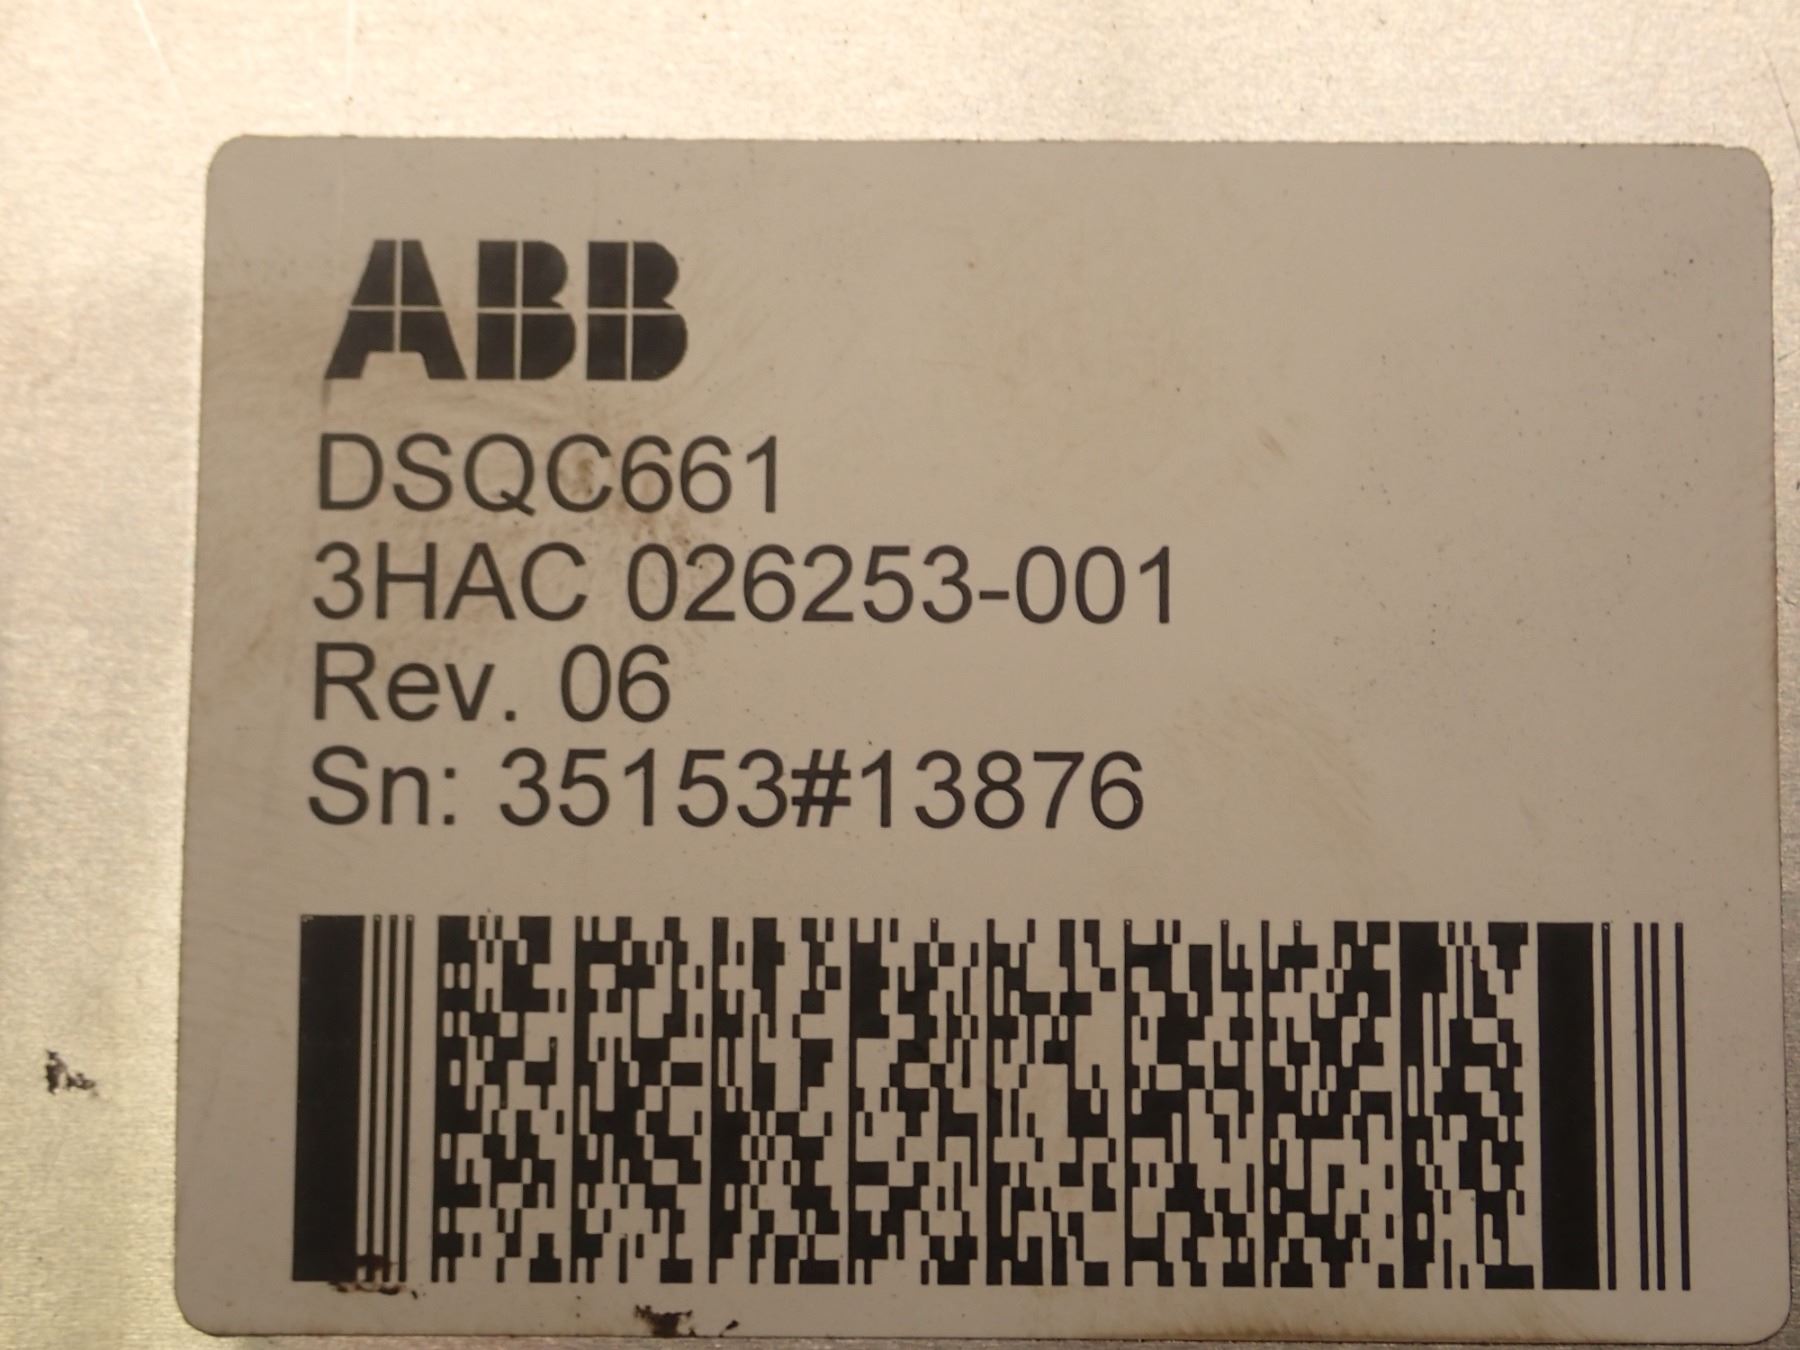 ABB
DSQC661
3HAC 026253-001
Rev. 06
Sn: 35153#13876